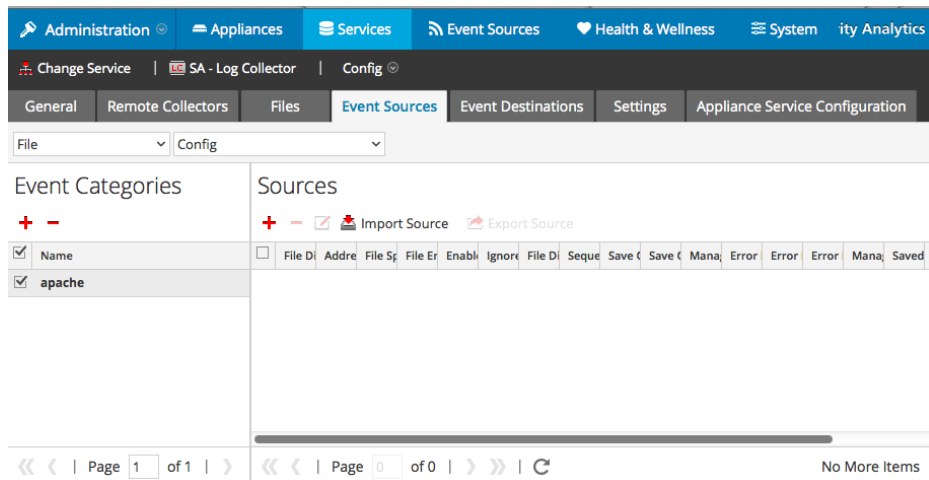 Administration Appliances Services Event Sources Health & Wellness System ity Analytics
Change Service | LC SA - Log Collector | Config
General Remote Collectors Files Event Sources Event Destinations Settings Appliance Service Configuration
File Config
Event Categories Sources
Import Source Export Source
Name File Di Addre File Sp File En Enabl Ignore File Di Seque Save Save Mana Error Error Error Mana Saved
apache
Page 1 of 1 | Page 0 of 0 | No More Items